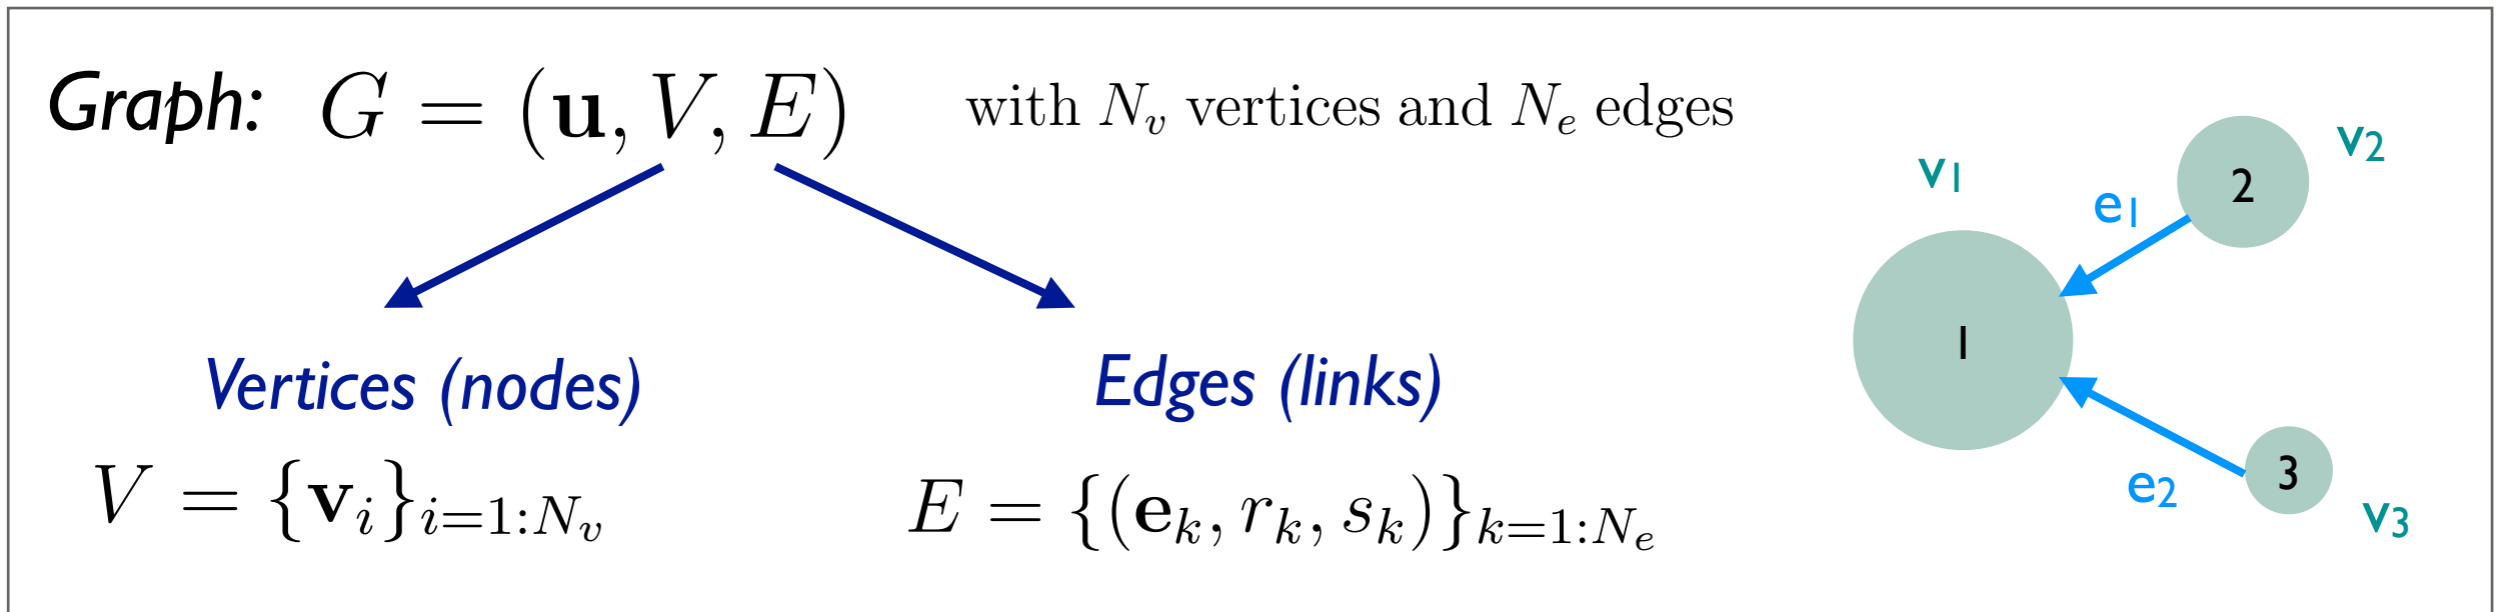 Graph: G = (u, V, E) with N_v vertices and N_e edges
Vertices (nodes)
V = {v_i}_{i=1:N_v}
Edges (links)
E = {(e_k, r_k, s_k)}_{k=1:N_e}
v1
v2
e1
2
1
e2
3
v3